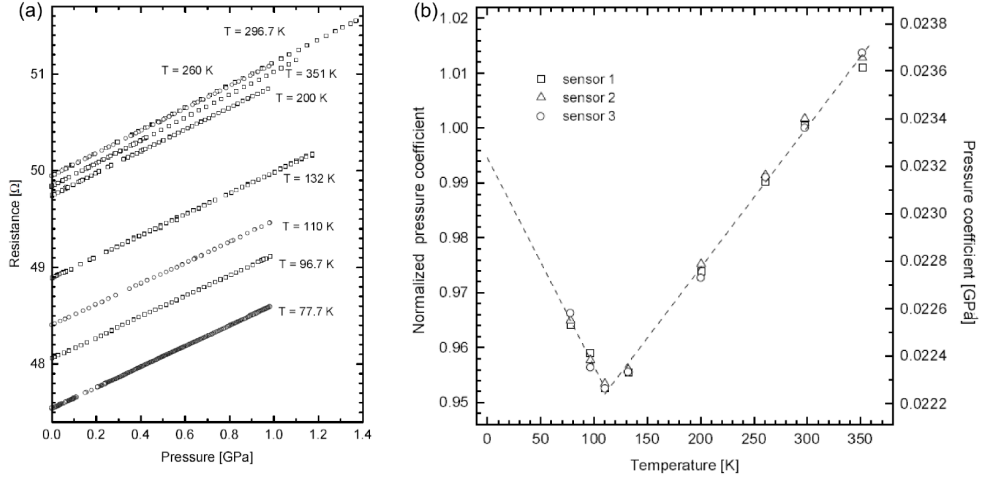 (a)
T = 296.7 K
T = 260 K
T = 351 K
T = 200 K
T = 132 K
T = 110 K
T = 96.7 K
T = 77.7 K
51
50
49
48
Resistance [Ω]
0.0 0.2 0.4 0.6 0.8 1.0 1.2 1.4
Pressure [GPa]
(b)
1.02
1.01
1.00
0.99
0.98
0.97
0.96
0.95
Normalized pressure coefficient
sensor 1
sensor 2
sensor 3
0 50 100 150 200 250 300 350 400
Temperature [K]
0.0238
0.0236
0.0234
0.0232
0.0230
0.0228
0.0226
0.0224
0.0222
Pressure coefficient [GPa]